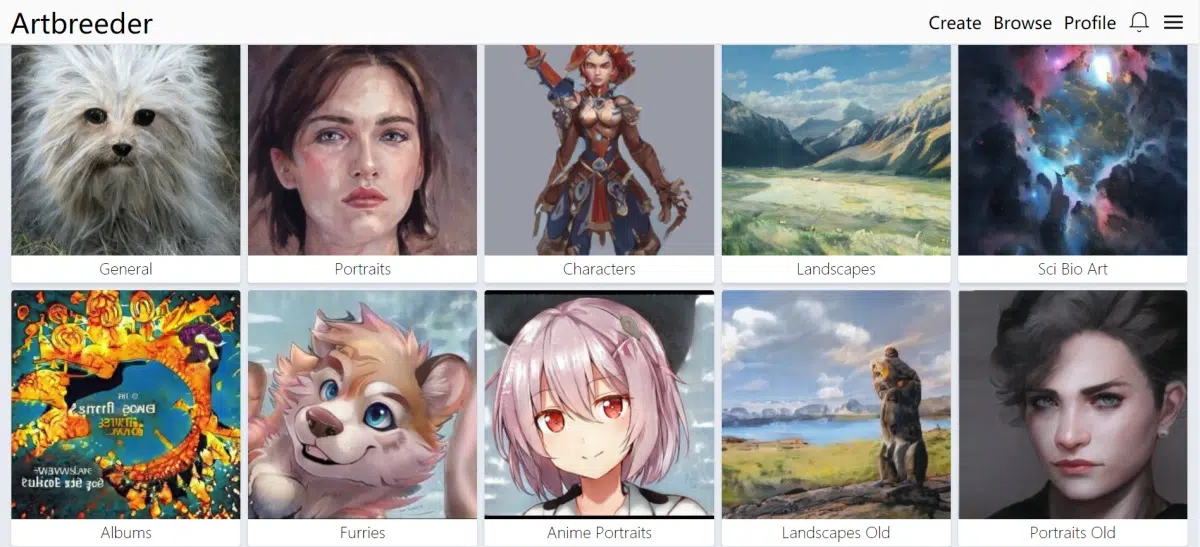 Artbreeder
Create Browse Profile
General
Portraits
Characters
Landscapes
Sci Bio Art
Albums
Furries
Anime Portraits
Landscapes Old
Portraits Old